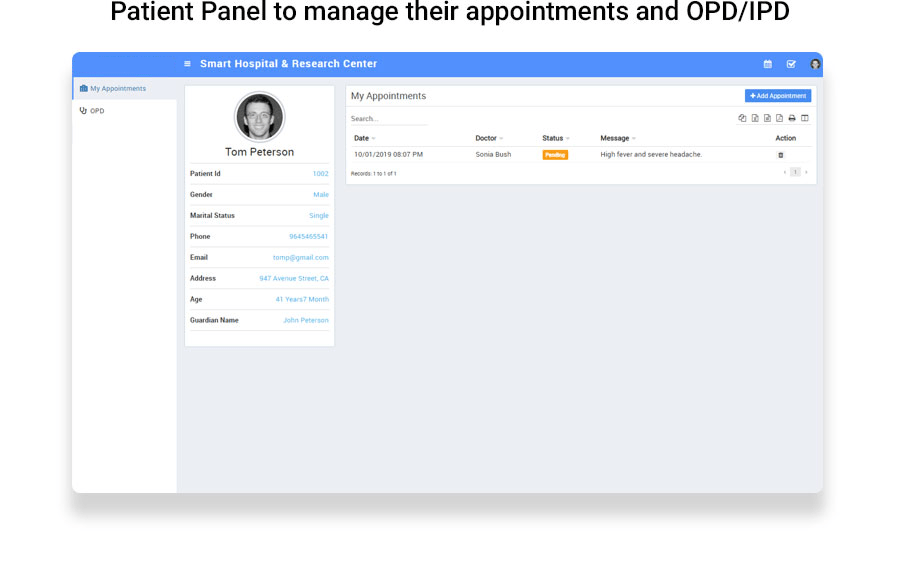 Patient Panel to manage their appointments and OPD/IPD
Smart Hospital & Research Center
My Appointments
OPD
Tom Peterson
Patient Id 1002
Gender Male
Marital Status Single
Phone 9645465541
Email tomp@gmail.com
Address 947 Avenue Street, CA
Age 41 Years7 Month
Guardian Name John Peterson
My Appointments
Add Appointment
Search...
Date Doctor Status Message Action
10/01/2019 08:07 PM Sonia Bush Pending High fever and severe headache.
Records: 1 to 1 of 1
1